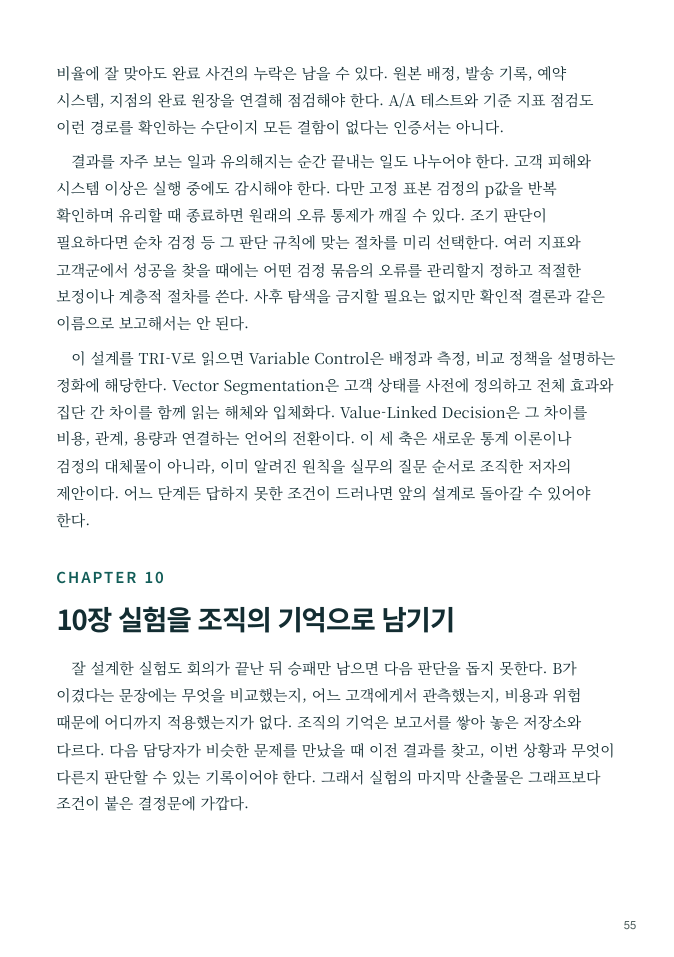 비율에 잘 맞아도 완료 사건의 누락은 남을 수 있다. 원본 배정, 발송 기록, 예약
시스템, 지점의 완료 원장을 연결해 점검해야 한다. A/A 테스트와 기준 지표 점검도
이런 경로를 확인하는 수단이지 모든 결함이 없다는 인증서는 아니다.
결과를 자주 보는 일과 유의해지는 순간 끝내는 일도 나누어야 한다. 고객 피해와
시스템 이상은 실행 중에도 감시해야 한다. 다만 고정 표본 검정의 p값을 반복
확인하며 유리할 때 종료하면 원래의 오류 통제가 깨질 수 있다. 조기 판단이
필요하다면 순차 검정 등 그 판단 규칙에 맞는 절차를 미리 선택한다. 여러 지표와
고객군에서 성공을 찾을 때에는 어떤 검정 묶음의 오류를 관리할지 정하고 적절한
보정이나 계층적 절차를 쓴다. 사후 탐색을 금지할 필요는 없지만 확인적 결론과 같은
이름으로 보고해서는 안 된다.
이 설계를 TRI-V로 읽으면 Variable Control은 배정과 측정, 비교 정책을 설명하는
정화에 해당한다. Vector Segmentation은 고객 상태를 사전에 정의하고 전체 효과와
집단 간 차이를 함께 읽는 해체와 입체화다. Value-Linked Decision은 그 차이를
비용, 관계, 용량과 연결하는 언어의 전환이다. 이 세 축은 새로운 통계 이론이나
검정의 대체물이 아니라, 이미 알려진 원칙을 실무의 질문 순서로 조직한 저자의
제안이다. 어느 단계든 답하지 못한 조건이 드러나면 앞의 설계로 돌아갈 수 있어야
한다.
CHAPTER 10
10장 실험을 조직의 기억으로 남기기
잘 설계한 실험도 회의가 끝난 뒤 승패만 남으면 다음 판단을 돕지 못한다. B가
이겼다는 문장에는 무엇을 비교했는지, 어느 고객에게서 관측했는지, 비용과 위험
때문에 어디까지 적용했는지가 없다. 조직의 기억은 보고서를 쌓아 놓은 저장소와
다르다. 다음 담당자가 비슷한 문제를 만났을 때 이전 결과를 찾고, 이번 상황과 무엇이
다른지 판단할 수 있는 기록이어야 한다. 그래서 실험의 마지막 산출물은 그래프보다
조건이 붙은 결정문에 가깝다.
55